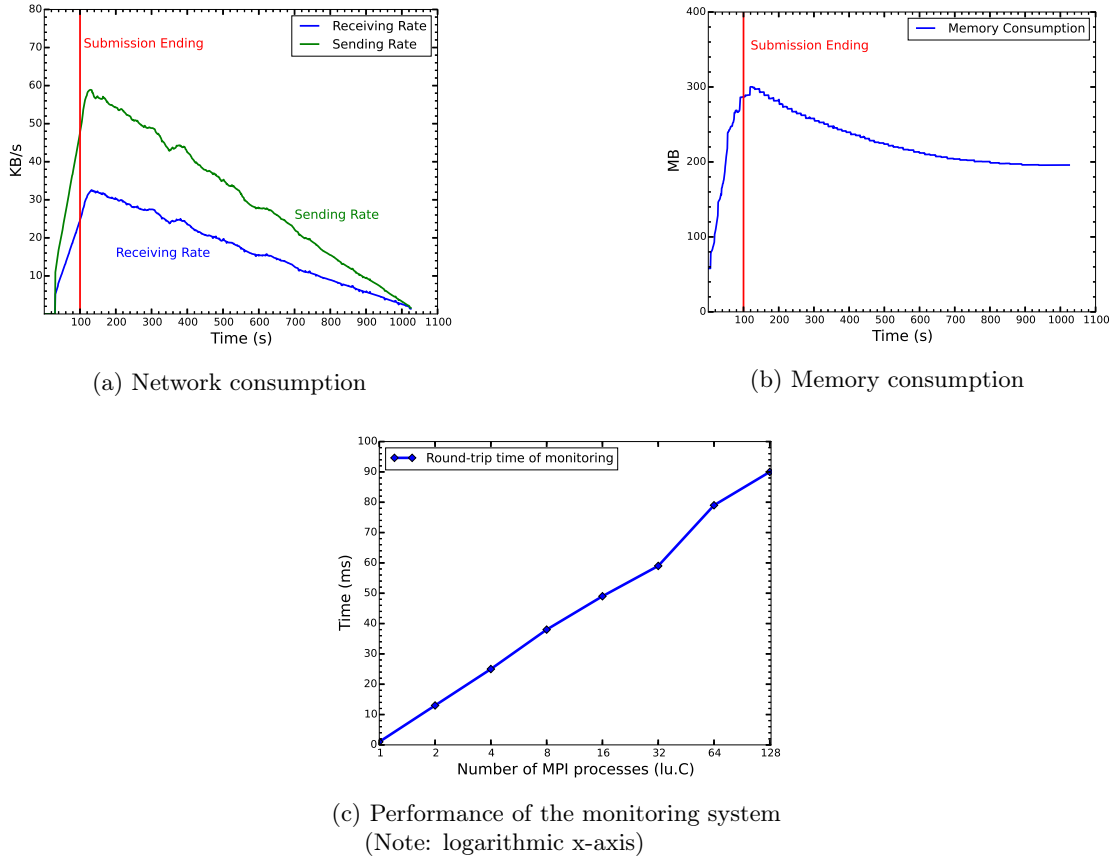 80
70
60
50
40
30
20
10
KB/s
Submission Ending
Receiving Rate
Sending Rate
Sending Rate
Receiving Rate
100 200 300 400 500 600 700 800 900 1000 1100
Time (s)
(a) Network consumption
400
300
200
100
0
MB
Submission Ending
Memory Consumption
100 200 300 400 500 600 700 800 900 1000 1100
Time (s)
(b) Memory consumption
100
90
80
70
60
50
40
30
20
10
0
Time (ms)
Round-trip time of monitoring
1 2 4 8 16 32 64 128
Number of MPI processes (lu.C)
(c) Performance of the monitoring system
(Note: logarithmic x-axis)